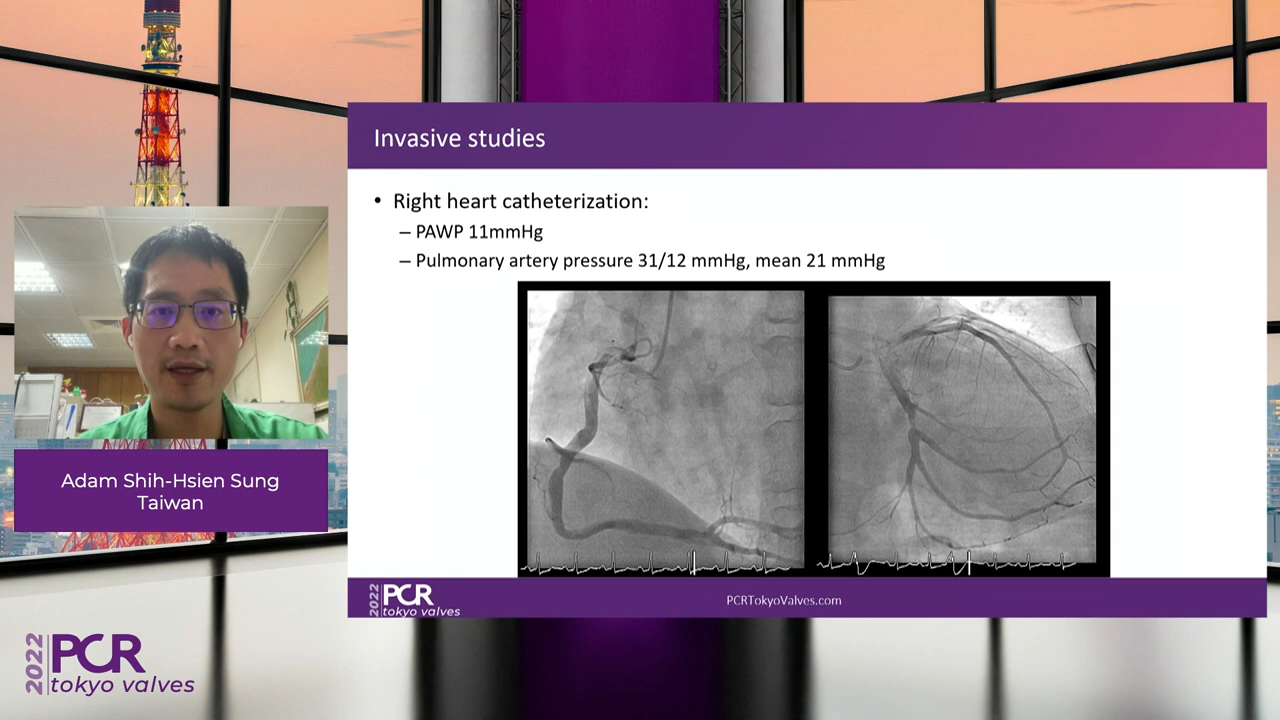 Invasive studies
• Right heart catheterization:
– PAWP 11mmHg
– Pulmonary artery pressure 31/12 mmHg, mean 21 mmHg
Adam Shih-Hsien Sung
Taiwan
2022 PCR
tokyo valves
PCRTokyoValves.com
2022 PCR
tokyo valves